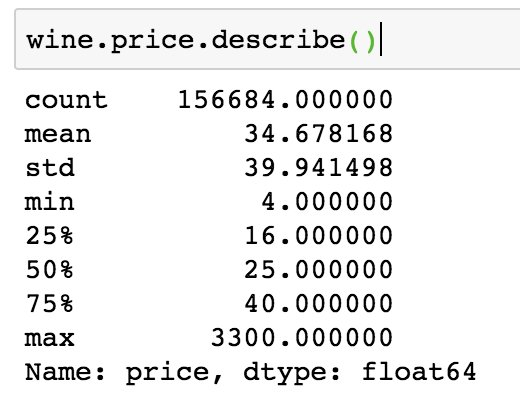 wine.price.describe()
count 156684.000000
mean 34.678168
std 39.941498
min 4.000000
25% 16.000000
50% 25.000000
75% 40.000000
max 3300.000000
Name: price, dtype: float64